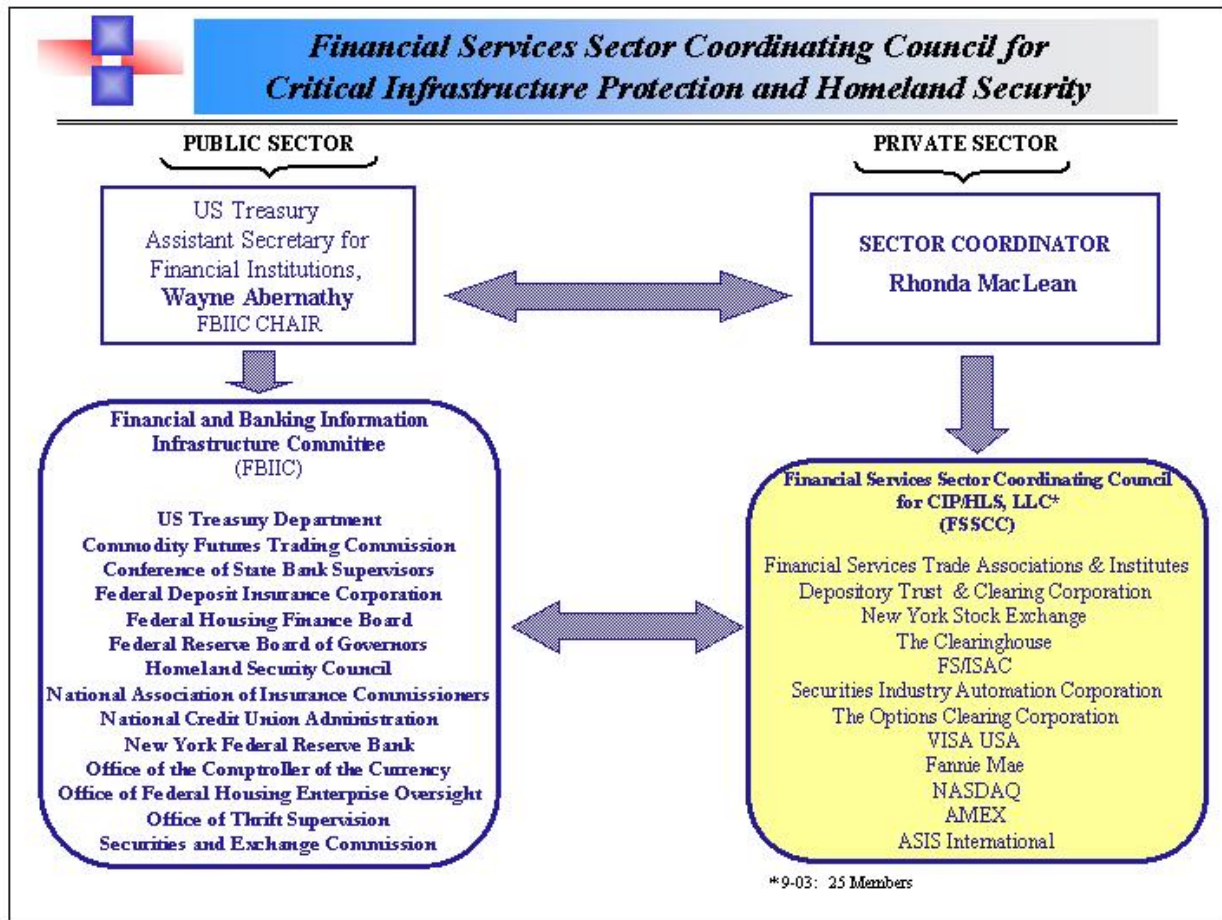 Financial Services Sector Coordinating Council for
Critical Infrastructure Protection and Homeland Security
PUBLIC SECTOR
US Treasury
Assistant Secretary for
Financial Institutions,
Wayne Abernathy
FBIIC CHAIR
Financial and Banking Information
Infrastructure Committee
(FBIIC)
US Treasury Department
Commodity Futures Trading Commission
Conference of State Bank Supervisors
Federal Deposit Insurance Corporation
Federal Housing Finance Board
Federal Reserve Board of Governors
Homeland Security Council
National Association of Insurance Commissioners
National Credit Union Administration
New York Federal Reserve Bank
Office of the Comptroller of the Currency
Office of Federal Housing Enterprise Oversight
Office of Thrift Supervision
Securities and Exchange Commission
PRIVATE SECTOR
SECTOR COORDINATOR
Rhonda MacLean
Financial Services Sector Coordinating Council
for CIP/HLS, LLC*
(FSSCC)
Financial Services Trade Associations & Institutes
Depository Trust & Clearing Corporation
New York Stock Exchange
The Clearinghouse
FS/ISAC
Securities Industry Automation Corporation
The Options Clearing Corporation
VISA USA
Fannie Mae
NASDAQ
AMEX
ASIS International
*9-03: 25 Members